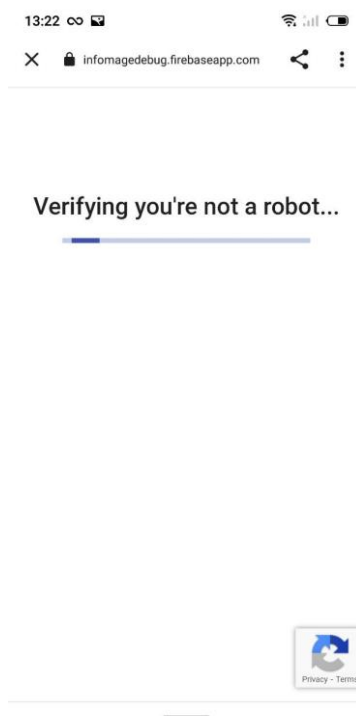 13:22
infomagedebug.firebaseapp.com
Verifying you're not a robot...
Privacy - Terms